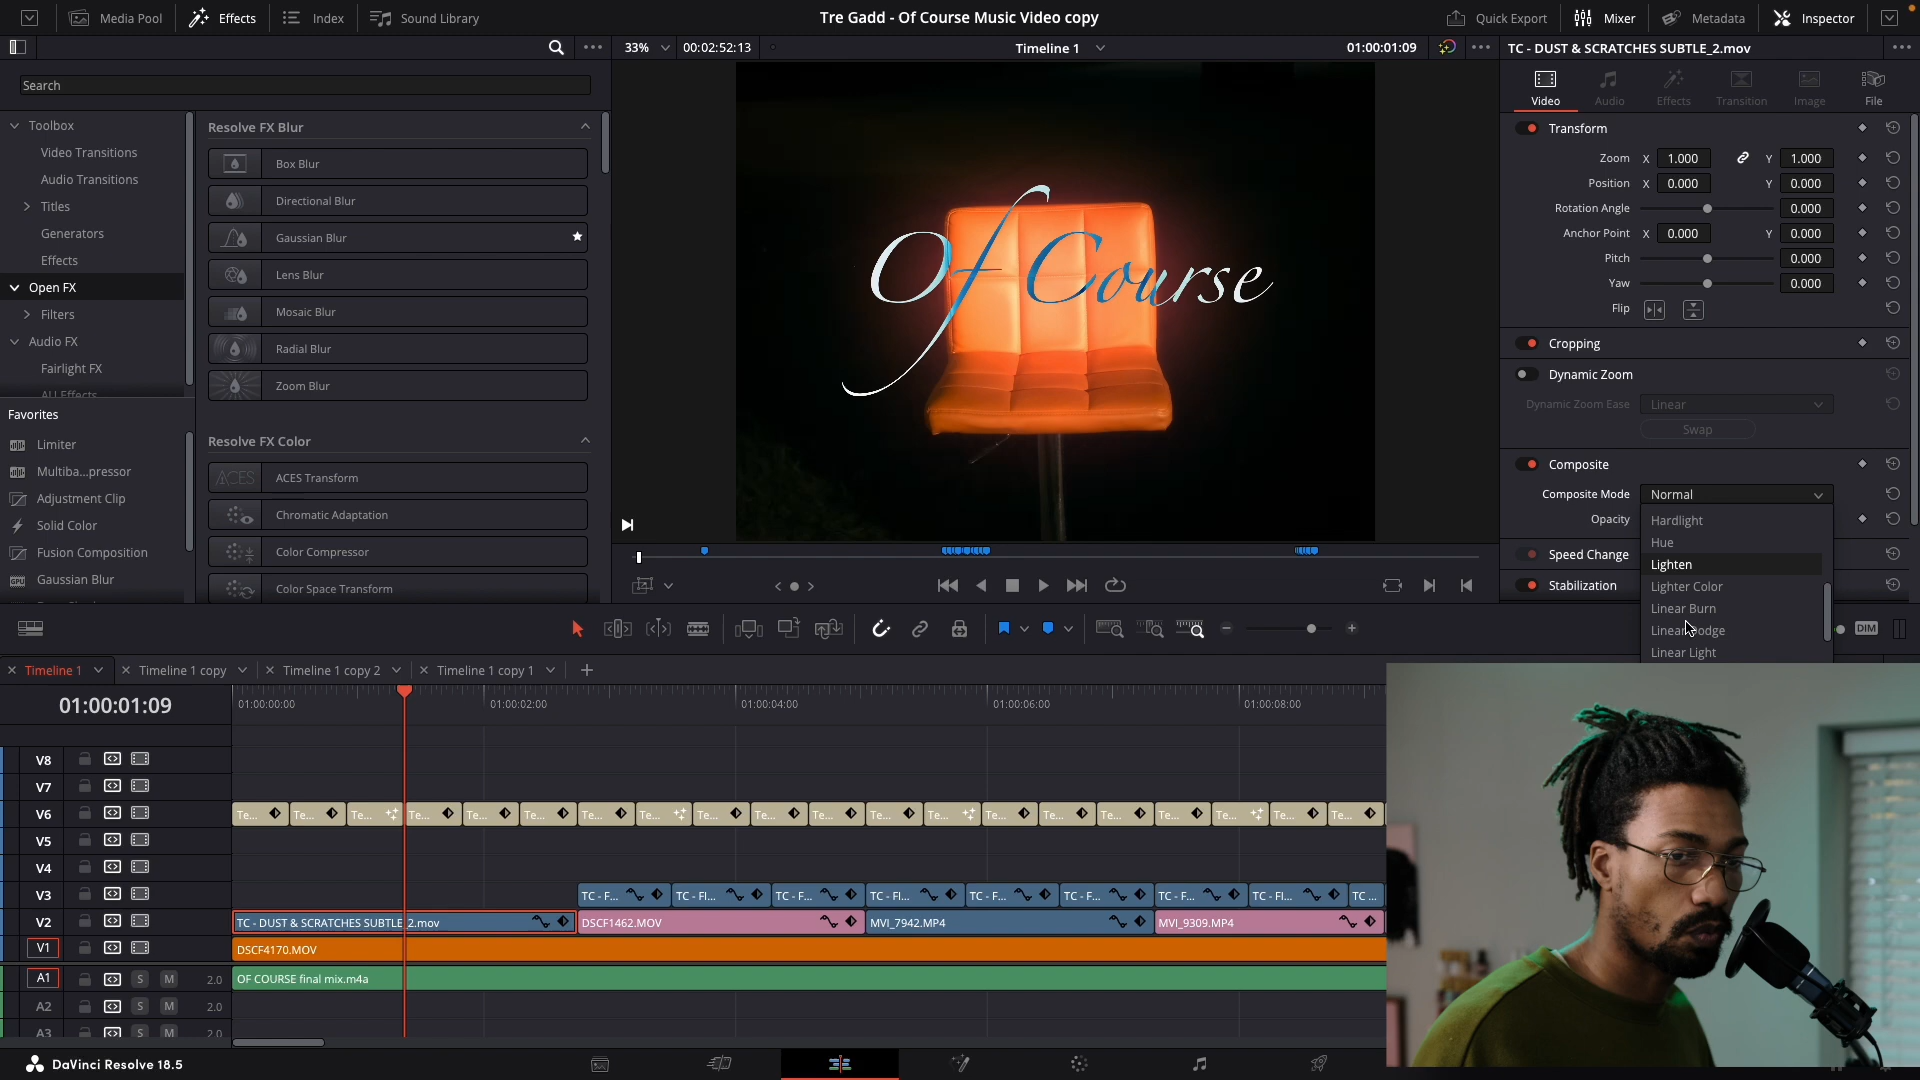 Media Pool
Effects
Index
Sound Library
Tre Gadd - Of Course Music Video copy
Quick Export
Mixer
Metadata
Inspector
33%
00:02:52:13
Timeline 1
01:00:01:09
TC - DUST & SCRATCHES SUBTLE_2.mov
Search
Toolbox
Video Transitions
Audio Transitions
Titles
Generators
Effects
Open FX
Filters
Audio FX
Fairlight FX
AU Effects
Favorites
Limiter
Multiba...pressor
Adjustment Clip
Solid Color
Fusion Composition
Gaussian Blur
Resolve FX Blur
Box Blur
Directional Blur
Gaussian Blur
Lens Blur
Mosaic Blur
Radial Blur
Zoom Blur
Resolve FX Color
ACES
ACES Transform
Chromatic Adaptation
Color Compressor
Color Space Transform
Of Course
Video
Audio
Effects
Transition
Image
File
Transform
Zoom X 1.000 Y 1.000
Position X 0.000 Y 0.000
Rotation Angle 0.000
Anchor Point X 0.000 Y 0.000
Pitch 0.000
Yaw 0.000
Flip
Cropping
Dynamic Zoom
Dynamic Zoom Ease Linear
Swap
Composite
Composite Mode Normal
Opacity
Speed Change
Stabilization
Hardlight
Hue
Lighten
Lighter Color
Linear Burn
Linear Dodge
Linear Light
DIM
Timeline 1
Timeline 1 copy
Timeline 1 copy 2
Timeline 1 copy 1
01:00:01:09
01:00:00:00
01:00:02:00
01:00:04:00
01:00:06:00
01:00:08:00
V8
V7
V6 Te... Te... Te... Te... Te... Te... Te... Te... Te... Te... Te... Te... Te... Te... Te... Te... Te... Te... Te... Te...
V5
V4
V3 TC - F... TC - Fl... TC - F... TC - Fl... TC - F... TC - F... TC - F... TC - Fl... TC ...
V2 TC - DUST & SCRATCHES SUBTLE_2.mov DSCF1462.MOV MVI_7942.MP4 MVI_9309.MP4
V1 DSCF4170.MOV
A1 S M 2.0 OF COURSE final mix.m4a
A2 S M 2.0
A3 S M 2.0
DaVinci Resolve 18.5